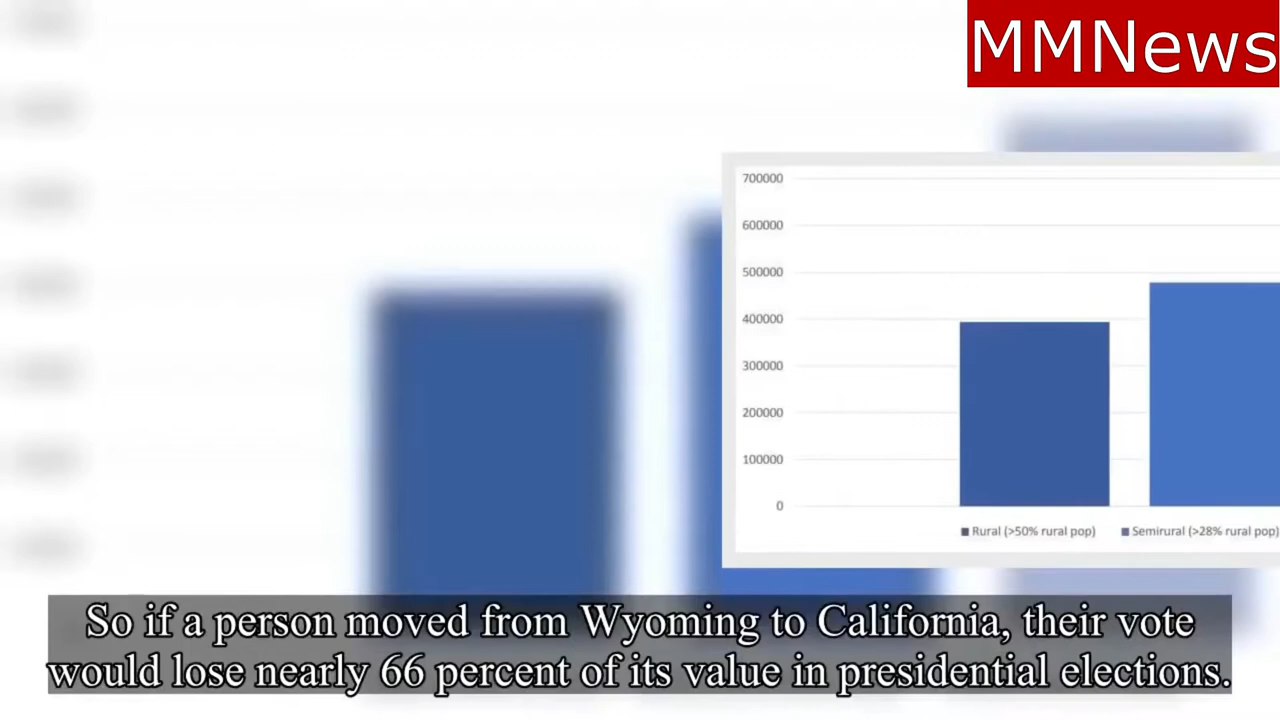 MMNews
700000
600000
500000
400000
300000
200000
100000
0
Rural (>50% rural pop) Semirural (>28% rural pop)
So if a person moved from Wyoming to California, their vote
would lose nearly 66 percent of its value in presidential elections.